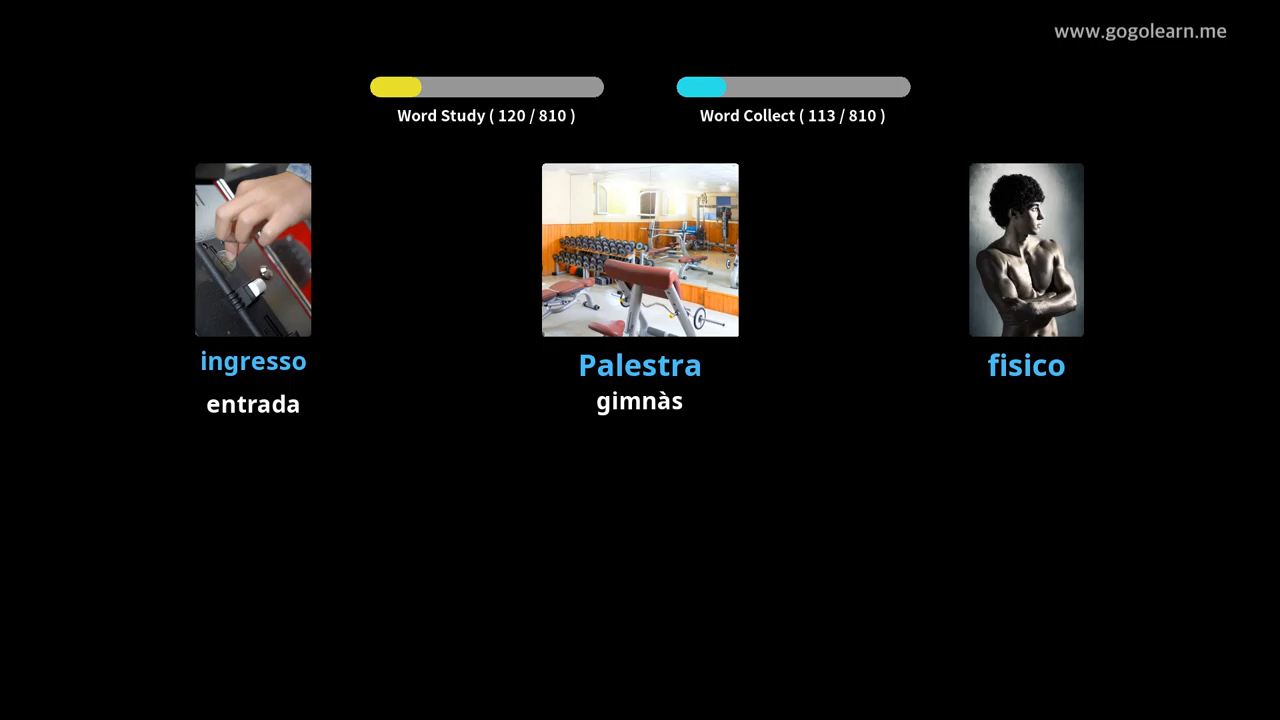 www.gogolearn.me
Word Study ( 120 / 810 )
Word Collect ( 113 / 810 )
ingresso
entrada
Palestra
gimnàs
fisico